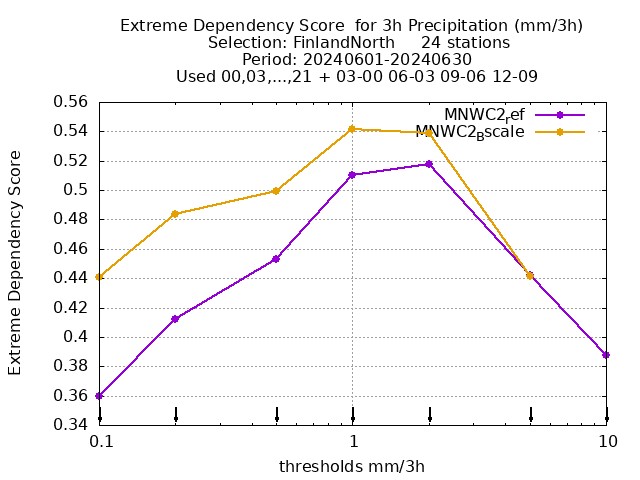 Extreme Dependency Score  for 3h Precipitation (mm/3h)
Selection: FinlandNorth     24 stations
Period: 20240601-20240630
Used 00,03,...,21 + 03-00 06-03 09-06 12-09
MNWC2ref
MNWC2Bscale
Extreme Dependency Score
0.56
0.54
0.52
0.5
0.48
0.46
0.44
0.42
0.4
0.38
0.36
0.34
0.1
1
10
thresholds mm/3h